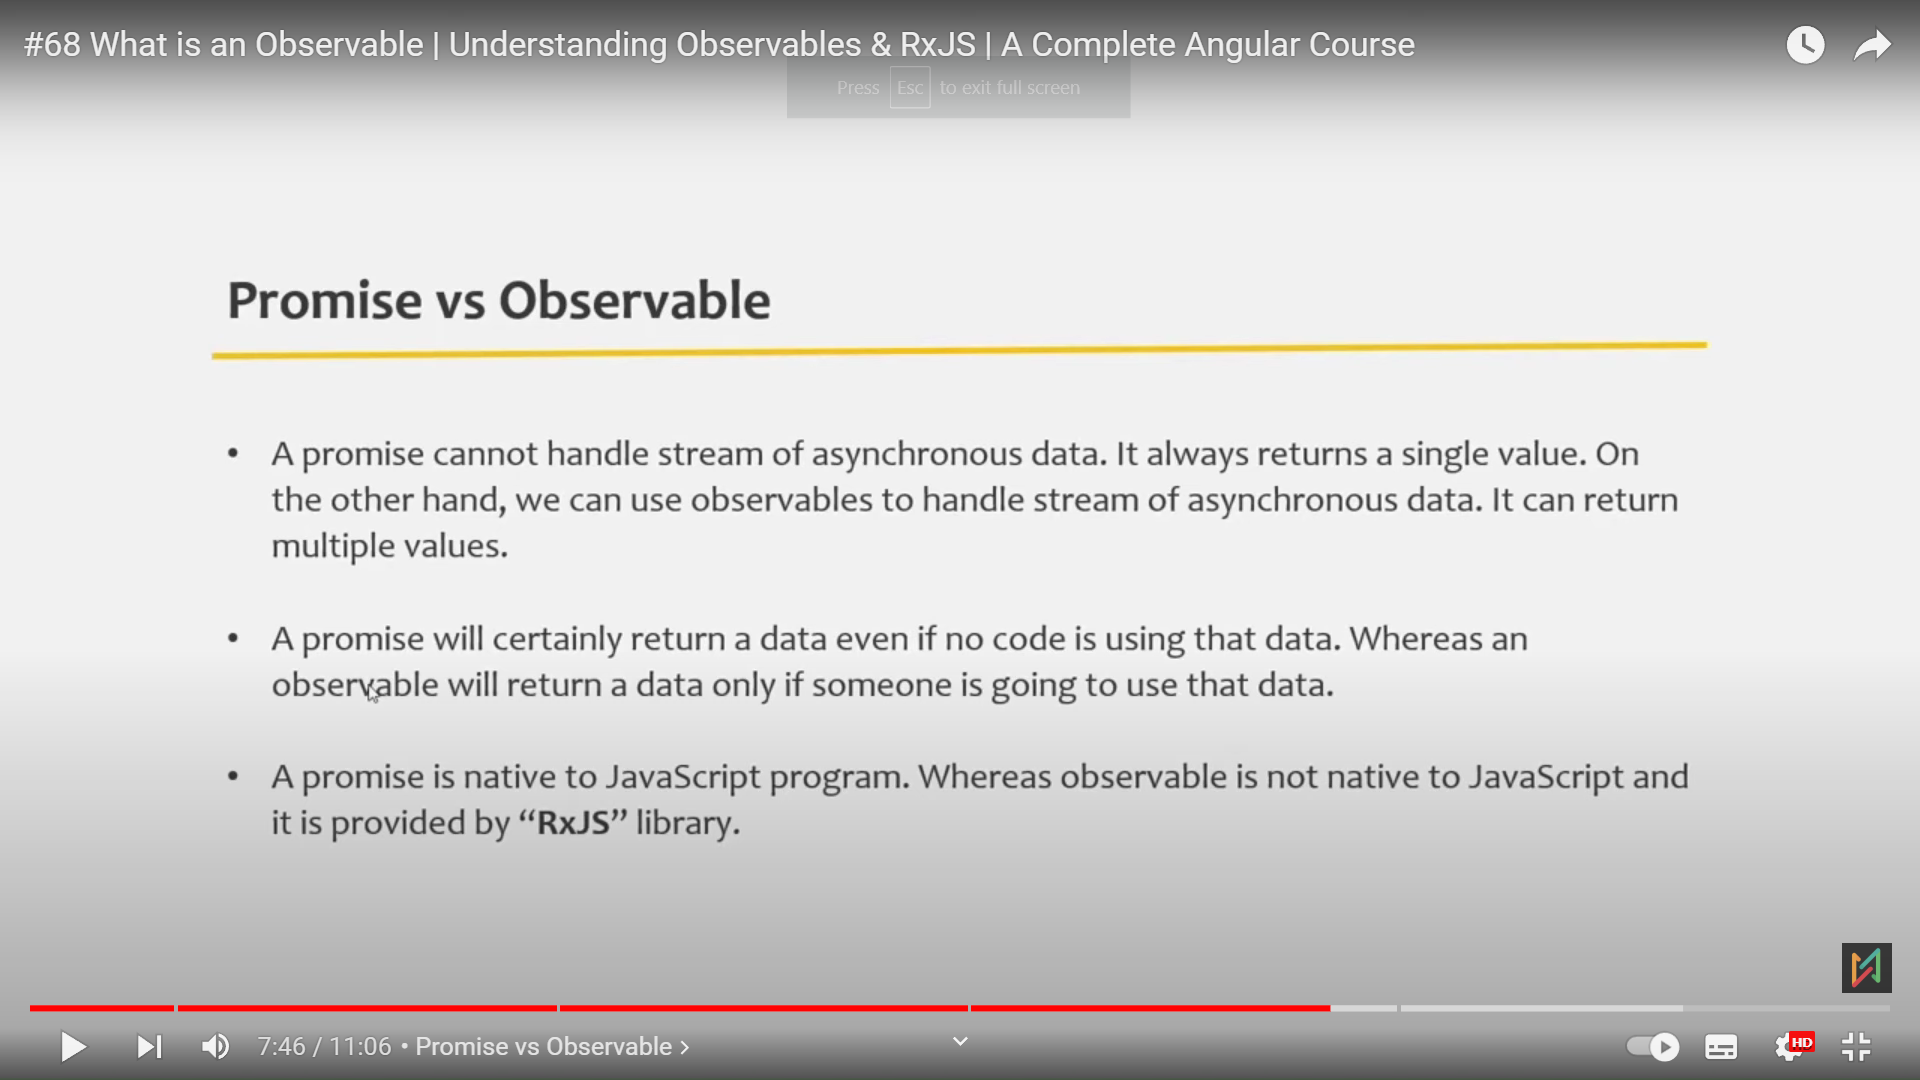 #68 What is an Observable | Understanding Observables & RxJS | A Complete Angular Course
Press Esc to exit full screen
Promise vs Observable
• A promise cannot handle stream of asynchronous data. It always returns a single value. On
the other hand, we can use observables to handle stream of asynchronous data. It can return
multiple values.
• A promise will certainly return a data even if no code is using that data. Whereas an
observable will return a data only if someone is going to use that data.
• A promise is native to JavaScript program. Whereas observable is not native to JavaScript and
it is provided by “RxJS” library.
7:46 / 11:06 • Promise vs Observable ›
HD